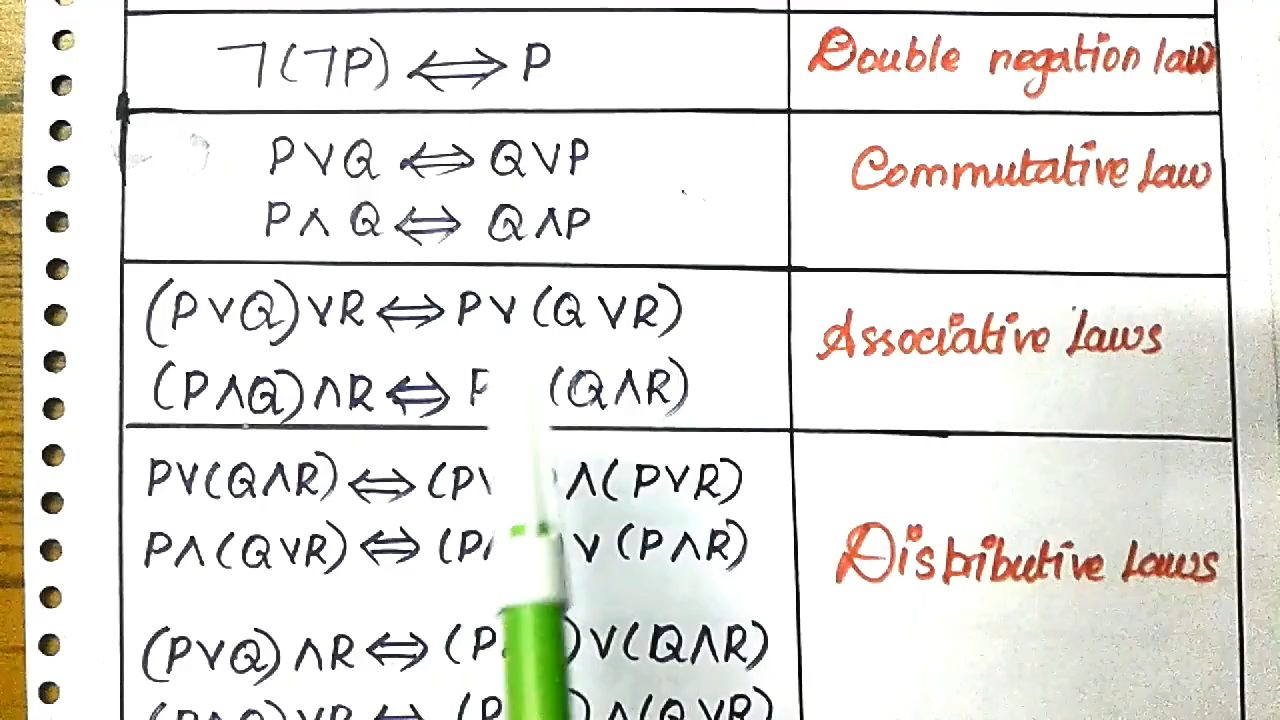 ¬(¬P) ⟺ P Double negation law
P∨Q ⟺ Q∨P Commutative law
P∧Q ⟺ Q∧P
(P∨Q)∨R ⟺ P∨(Q∨R) Associative Laws
(P∧Q)∧R ⟺ P (Q∧R)
P∨(Q∧R) ⟺ (P∨ ∧(P∨R)
P∧(Q∨R) ⟺ (P∧ ∨(P∧R) Distributive Laws
(P∨Q)∧R ⟺ (P )∨(Q∧R)
(P∧Q)∨R ⟺ (P )∧(Q∨R)